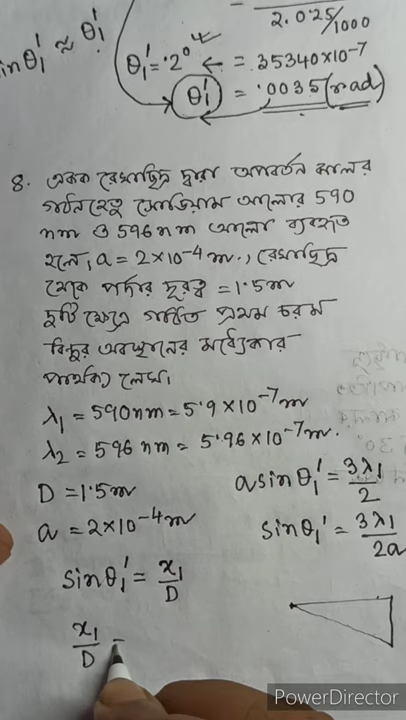 2.025/1000
sinθ₁' ≈ θ₁'
θ₁' = .2° ← = 35340×10⁻⁷
θ₁' = .0035 (rad)
8. একক রেখাছিদ্র দ্বারা অপবর্তন কালের
গঠনহেতু সোডিয়াম আলোর 590
nm ও 596nm আলো ব্যবহৃত
হলে, a = 2×10⁻⁴m., রেখাছিদ্র
থেকে পর্দার দূরত্ব = 1.5m
দুটি ক্ষেত্রে গঠিত প্রথম চরম
বিন্দুর অবস্থানের মধ্যেকার
পার্থক্য লেখ।
λ₁ = 590nm = 5.9×10⁻⁷m
λ₂ = 596 nm = 5.96×10⁻⁷m.
D = 1.5m
a sinθ₁' = 3λ₁/2
a = 2×10⁻⁴m
sinθ₁' = 3λ₁/2a
sinθ₁' = x₁/D
x₁/D =
PowerDirector